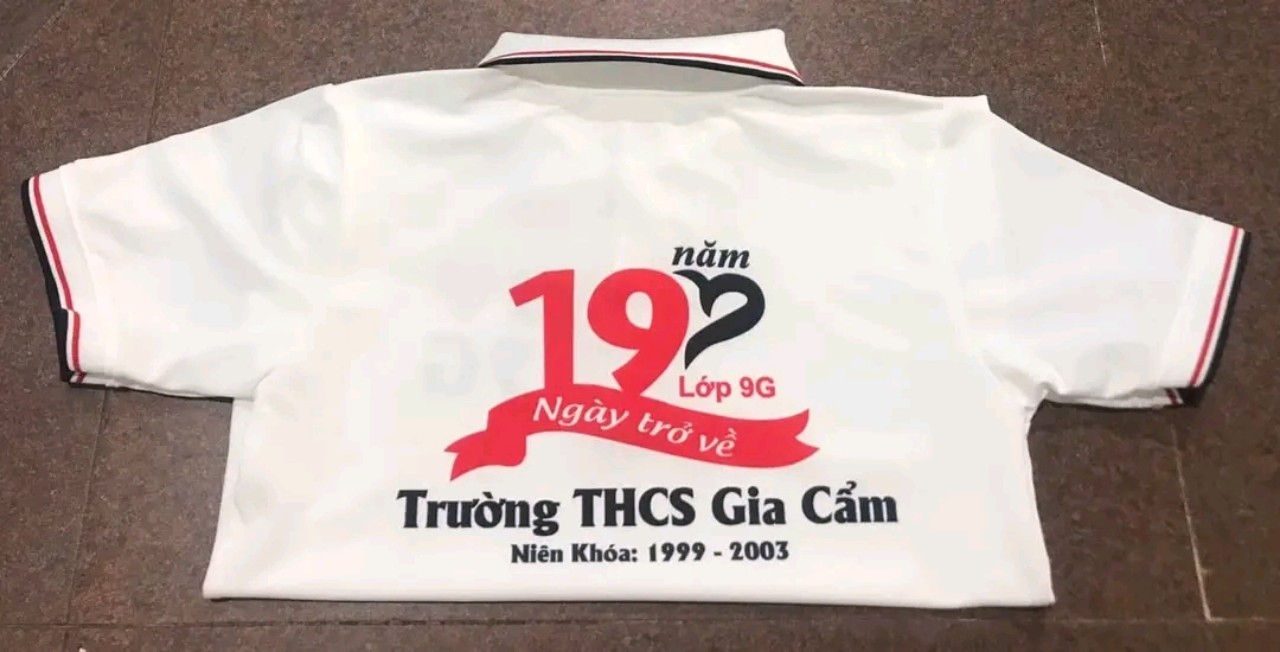 năm
19
Lớp 9G
Ngày trở về
Trường THCS Gia Cẩm
Niên Khóa: 1999 - 2003